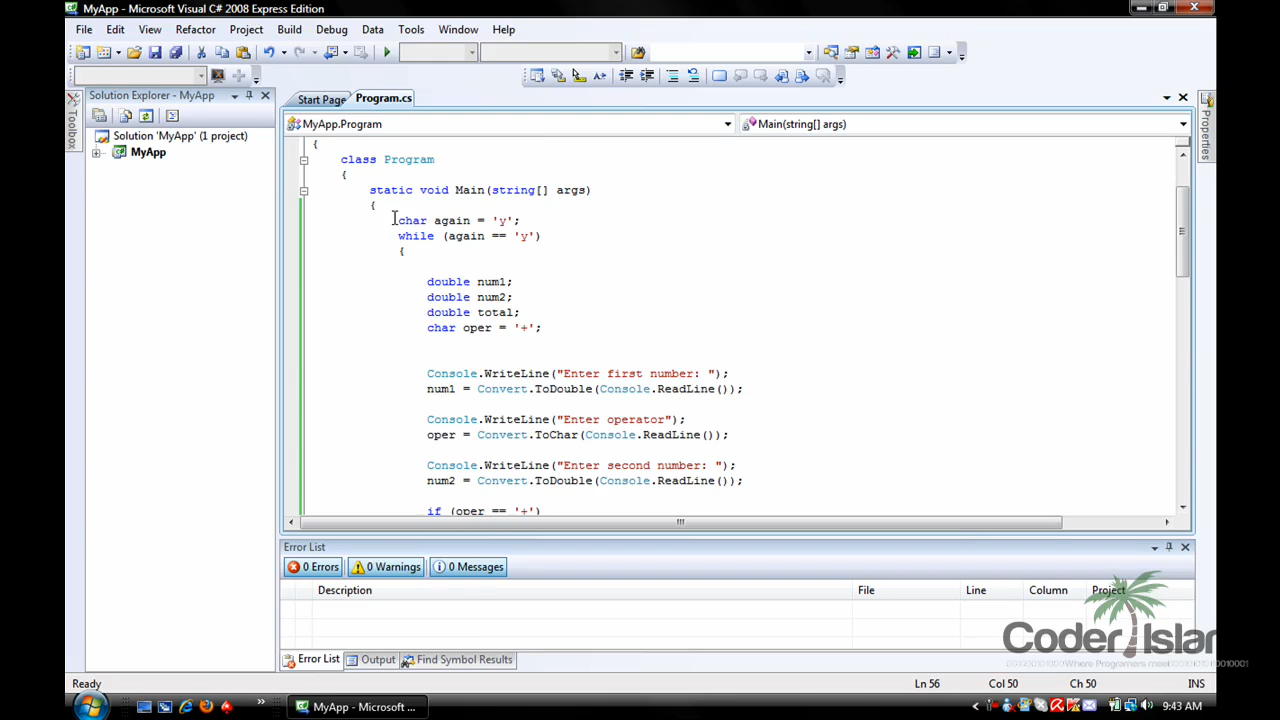 MyApp - Microsoft Visual C# 2008 Express Edition
File Edit View Refactor Project Build Debug Data Tools Window Help
Solution Explorer - MyApp
Start Page Program.cs
Toolbox
MyApp.Program Main(string[] args)
Properties
Solution 'MyApp' (1 project)
MyApp
{
class Program
{
static void Main(string[] args)
{
char again = 'y';
while (again == 'y')
{
double num1;
double num2;
double total;
char oper = '+';
Console.WriteLine("Enter first number: ");
num1 = Convert.ToDouble(Console.ReadLine());
Console.WriteLine("Enter operator");
oper = Convert.ToChar(Console.ReadLine());
Console.WriteLine("Enter second number: ");
num2 = Convert.ToDouble(Console.ReadLine());
if (oper == '+')
Error List
0 Errors 0 Warnings 0 Messages
Description File Line Column Project
Coder Islan
Where Programers meet
Error List Output Find Symbol Results
Ready Ln 56 Col 50 Ch 50 INS
MyApp - Microsoft ... 9:43 AM